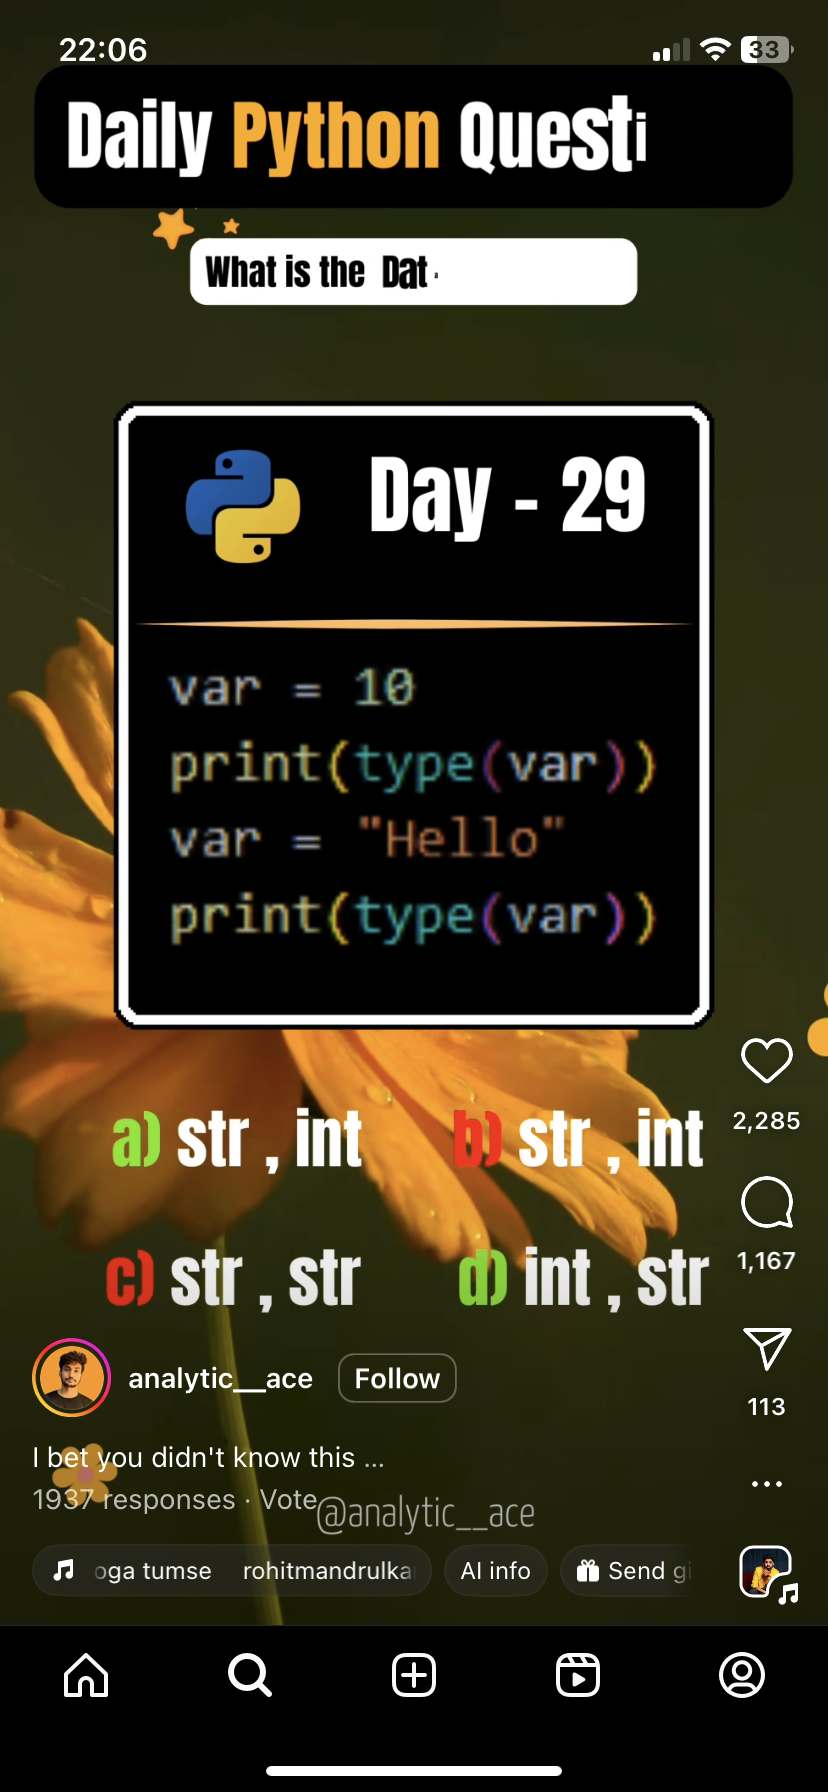 22:06
33
Daily Python Questi
What is the Dat
Day - 29
var = 10
print(type(var))
var = "Hello"
print(type(var))
a) str , int
b) str , int
c) str , str
d) int , str
2,285
1,167
113
analytic__ace
Follow
I bet you didn't know this ...
1937 responses · Vote
@analytic__ace
oga tumse rohitmandrulka
AI info
Send gi